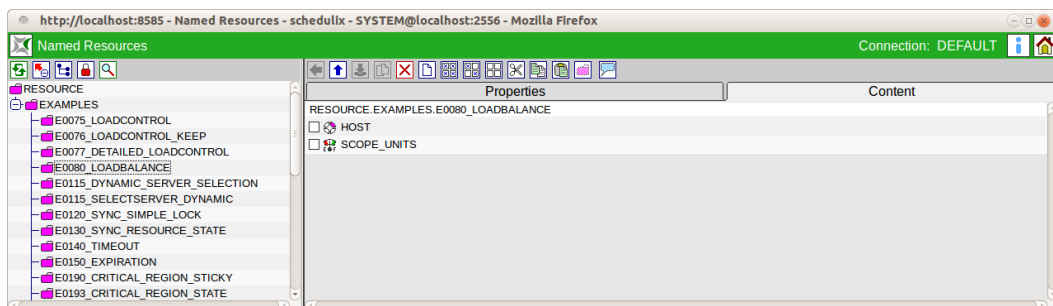 http://localhost:8585 - Named Resources - schedulix - SYSTEM@localhost:2556 - Mozilla Firefox
Named Resources
Connection: DEFAULT
RESOURCE
EXAMPLES
E0075_LOADCONTROL
E0076_LOADCONTROL_KEEP
E0077_DETAILED_LOADCONTROL
E0080_LOADBALANCE
E0115_DYNAMIC_SERVER_SELECTION
E0115_SELECTSERVER_DYNAMIC
E0120_SYNC_SIMPLE_LOCK
E0130_SYNC_RESOURCE_STATE
E0140_TIMEOUT
E0150_EXPIRATION
E0190_CRITICAL_REGION_STICKY
E0193_CRITICAL_REGION_STATE
Properties
Content
RESOURCE.EXAMPLES.E0080_LOADBALANCE
HOST
SCOPE_UNITS